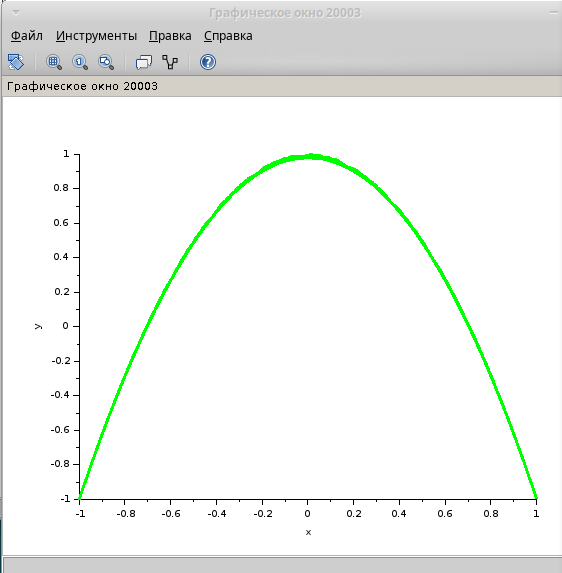 Графическое окно 20003
Файл Инструменты Правка Справка
Графическое окно 20003
1
0.8
0.6
0.4
0.2
0
-0.2
-0.4
-0.6
-0.8
-1
y
-1 -0.8 -0.6 -0.4 -0.2 0 0.2 0.4 0.6 0.8 1
x